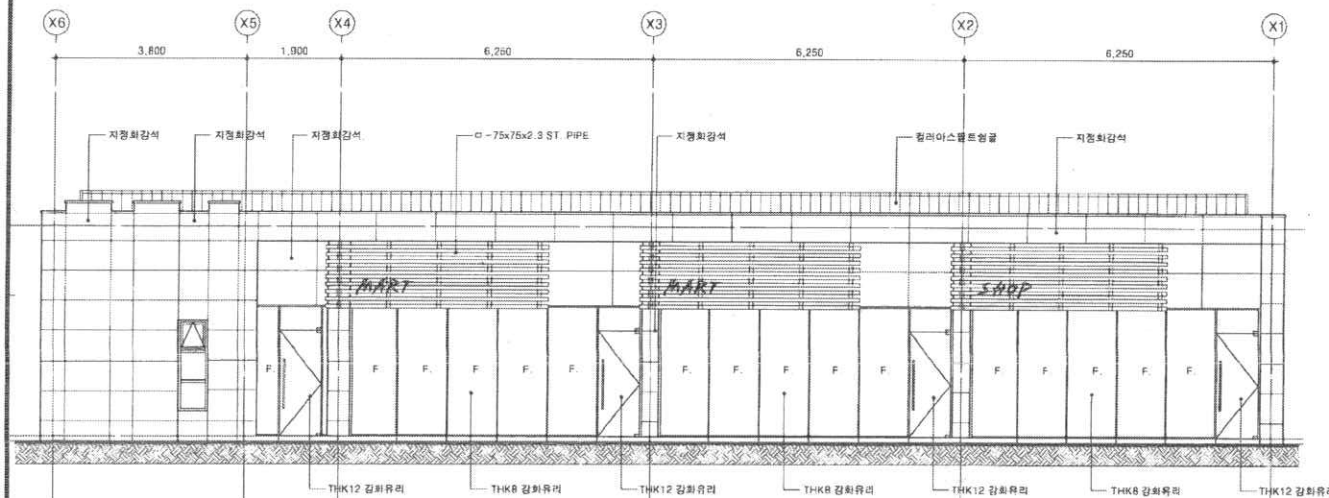 X6 X5 X4 X3 X2 X1
3,800 1,900 6,250 6,250 6,250
지정화강석 지정화강석 지정화강석 ㅁ-75x75x2.3 ST. PIPE 지정화강석 컬러아스팔트슁글 지정화강석
MART MART SHOP
F. F F. F F F. F. F. F. F. F. F. F. F. F. F.
THK12 강화유리 THK8 강화유리 THK12 강화유리 THK8 강화유리 THK12 강화유리 THK8 강화유리 THK12 강화유리